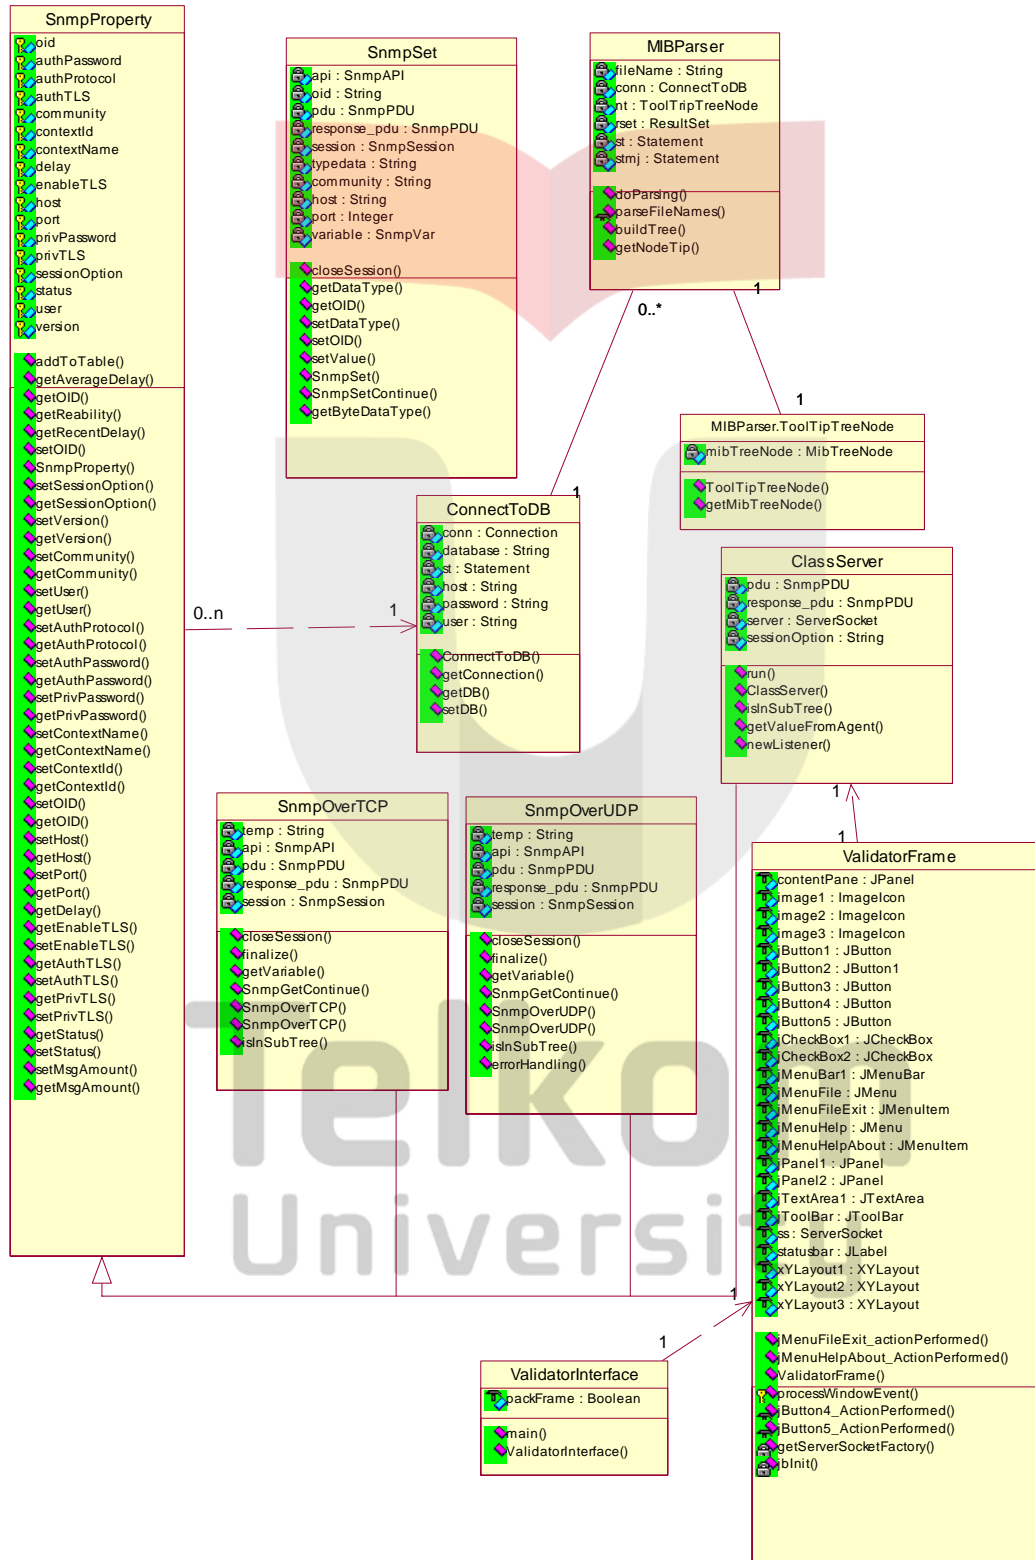 SnmpProperty
oid
authPassword
authProtocol
authTLS
community
contextId
contextName
delay
enableTLS
host
port
privPassword
privTLS
sessionOption
status
user
version
addToTable()
getAverageDelay()
getOID()
getReability()
getRecentDelay()
setOID()
SnmpProperty()
setSessionOption()
getSessionOption()
setVersion()
getVersion()
setCommunity()
getCommunity()
setUser()
getUser()
setAuthProtocol()
getAuthProtocol()
setAuthPassword()
getAuthPassword()
setPrivPassword()
getPrivPassword()
setContextName()
getContextName()
setContextId()
getContextId()
setOID()
getOID()
setHost()
getHost()
setPort()
getPort()
getDelay()
getEnableTLS()
setEnableTLS()
getAuthTLS()
setAuthTLS()
getPrivTLS()
setPrivTLS()
getStatus()
setStatus()
setMsgAmount()
getMsgAmount()
SnmpSet
api : SnmpAPI
oid : String
pdu : SnmpPDU
response_pdu : SnmpPDU
session : SnmpSession
typedata : String
community : String
host : String
port : Integer
variable : SnmpVar
closeSession()
getDataType()
getOID()
setDataType()
setOID()
setValue()
SnmpSet()
SnmpSetContinue()
getByteDataType()
MIBParser
fileName : String
conn : ConnectToDB
nt : ToolTripTreeNode
rset : ResultSet
st : Statement
stmj : Statement
doParsing()
parseFileNames()
buildTree()
getNodeTip()
0..*
1
1
1
MIBParser.ToolTipTreeNode
mibTreeNode : MibTreeNode
ToolTipTreeNode()
getMibTreeNode()
ConnectToDB
conn : Connection
database : String
st : Statement
host : String
password : String
user : String
ConnectToDB()
getConnection()
getDB()
setDB()
0..n
1
ClassServer
pdu : SnmpPDU
response_pdu : SnmpPDU
server : ServerSocket
sessionOption : String
run()
ClassServer()
isInSubTree()
getValueFromAgent()
newListener()
1
1
SnmpOverTCP
temp : String
api : SnmpAPI
pdu : SnmpPDU
response_pdu : SnmpPDU
session : SnmpSession
closeSession()
finalize()
getVariable()
SnmpGetContinue()
SnmpOverTCP()
SnmpOverTCP()
isInSubTree()
SnmpOverUDP
temp : String
api : SnmpAPI
pdu : SnmpPDU
response_pdu : SnmpPDU
session : SnmpSession
closeSession()
finalize()
getVariable()
SnmpGetContinue()
SnmpOverUDP()
SnmpOverUDP()
isInSubTree()
errorHandling()
ValidatorFrame
contentPane : JPanel
image1 : ImageIcon
image2 : ImageIcon
image3 : ImageIcon
jButton1 : JButton
jButton2 : JButton1
jButton3 : JButton
jButton4 : JButton
jButton5 : JButton
jCheckBox1 : JCheckBox
jCheckBox2 : JCheckBox
jMenuBar1 : JMenuBar
jMenuFile : JMenu
jMenuFileExit : JMenuItem
jMenuHelp : JMenu
jMenuHelpAbout : JMenuItem
jPanel1 : JPanel
jPanel2 : JPanel
jTextArea1 : JTextArea
jToolBar : JToolBar
ss : ServerSocket
statusbar : JLabel
xYLayout1 : XYLayout
xYLayout2 : XYLayout
xYLayout3 : XYLayout
jMenuFileExit_actionPerformed()
jMenuHelpAbout_ActionPerformed()
ValidatorFrame()
processWindowEvent()
jButton4_ActionPerformed()
jButton5_ActionPerformed()
getServerSocketFactory()
jbInit()
1
1
ValidatorInterface
packFrame : Boolean
main()
ValidatorInterface()
Telkom
University